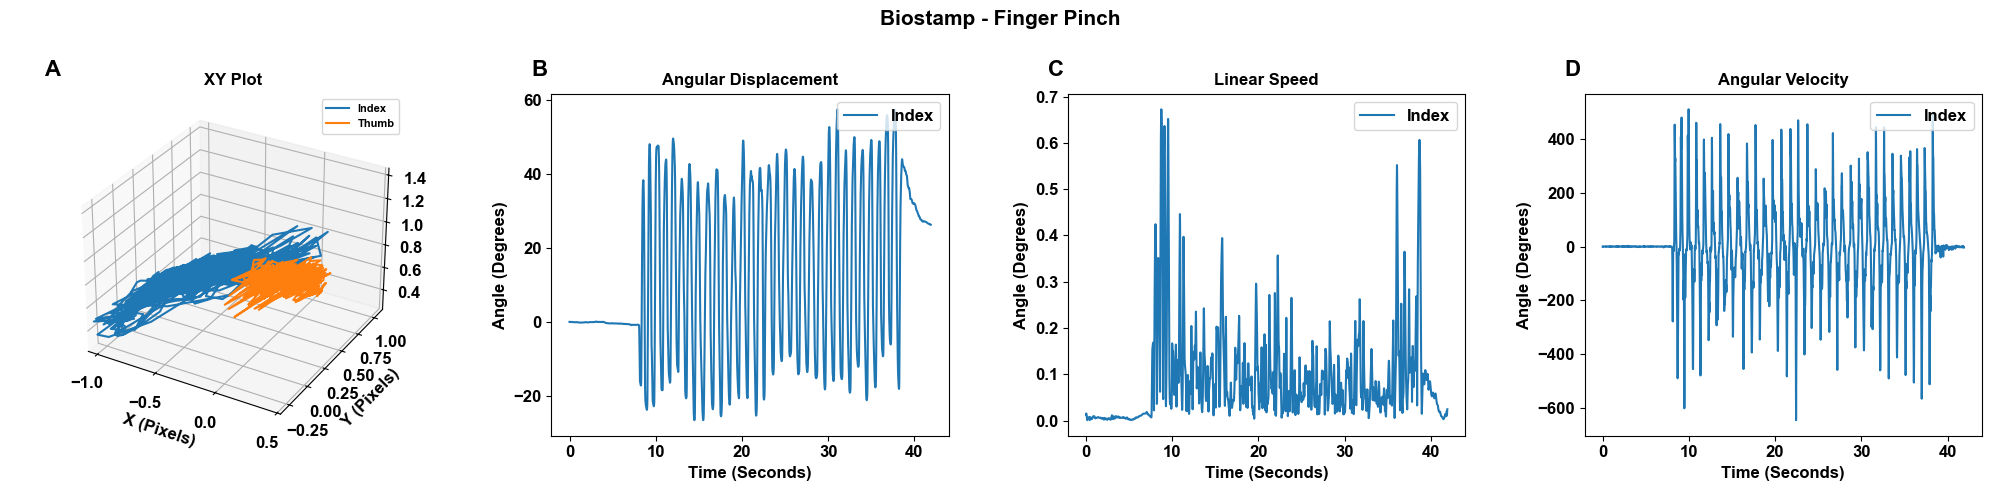 Biostamp - Finger Pinch
A
XY Plot
Index
Thumb
1.4
1.2
1.0
0.8
0.6
0.4
1.00
0.75
0.50
0.25
0.00
−0.25
Y (Pixels)
−1.0
−0.5
0.0
0.5
X (Pixels)
B
Angular Displacement
Index
60
40
20
0
−20
Angle (Degrees)
0 10 20 30 40
Time (Seconds)
C
Linear Speed
Index
0.7
0.6
0.5
0.4
0.3
0.2
0.1
0.0
Angle (Degrees)
0 10 20 30 40
Time (Seconds)
D
Angular Velocity
Index
400
200
0
−200
−400
−600
Angle (Degrees)
0 10 20 30 40
Time (Seconds)